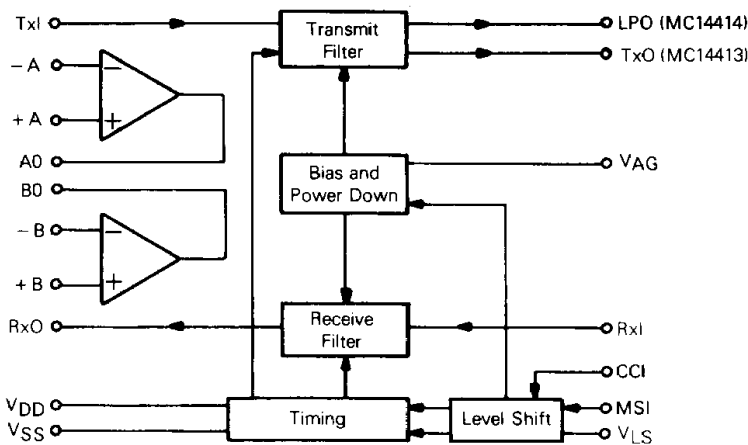 TxI
Transmit
Filter
LPO (MC14414)
TxO (MC14413)
−A
−
+A
+
A0
B0
Bias and
Power Down
VAG
−B
−
+B
+
RxO
Receive
Filter
RxI
CCI
VDD
VSS
Timing
Level Shift
MSI
VLS